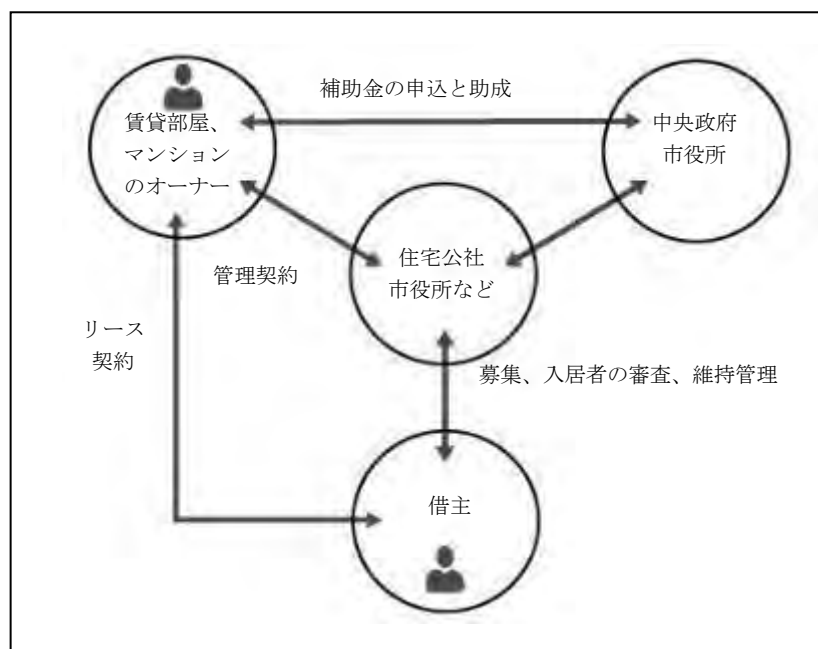 補助金の申込と助成
賃貸部屋、
マンション
のオーナー
中央政府
市役所
管理契約
住宅公社
市役所など
リース
契約
募集、入居者の審査、維持管理
借主